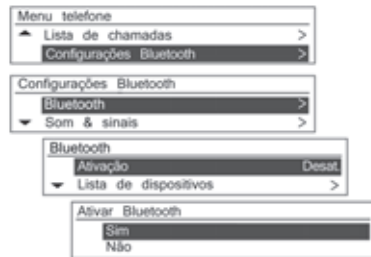 Menu telefone
Lista de chamadas >
Configurações Bluetooth >
Configurações Bluetooth
Bluetooth >
Som & sinais >
Bluetooth
Ativação Desat.
Lista de dispositivos >
Ativar Bluetooth
Sim
Não